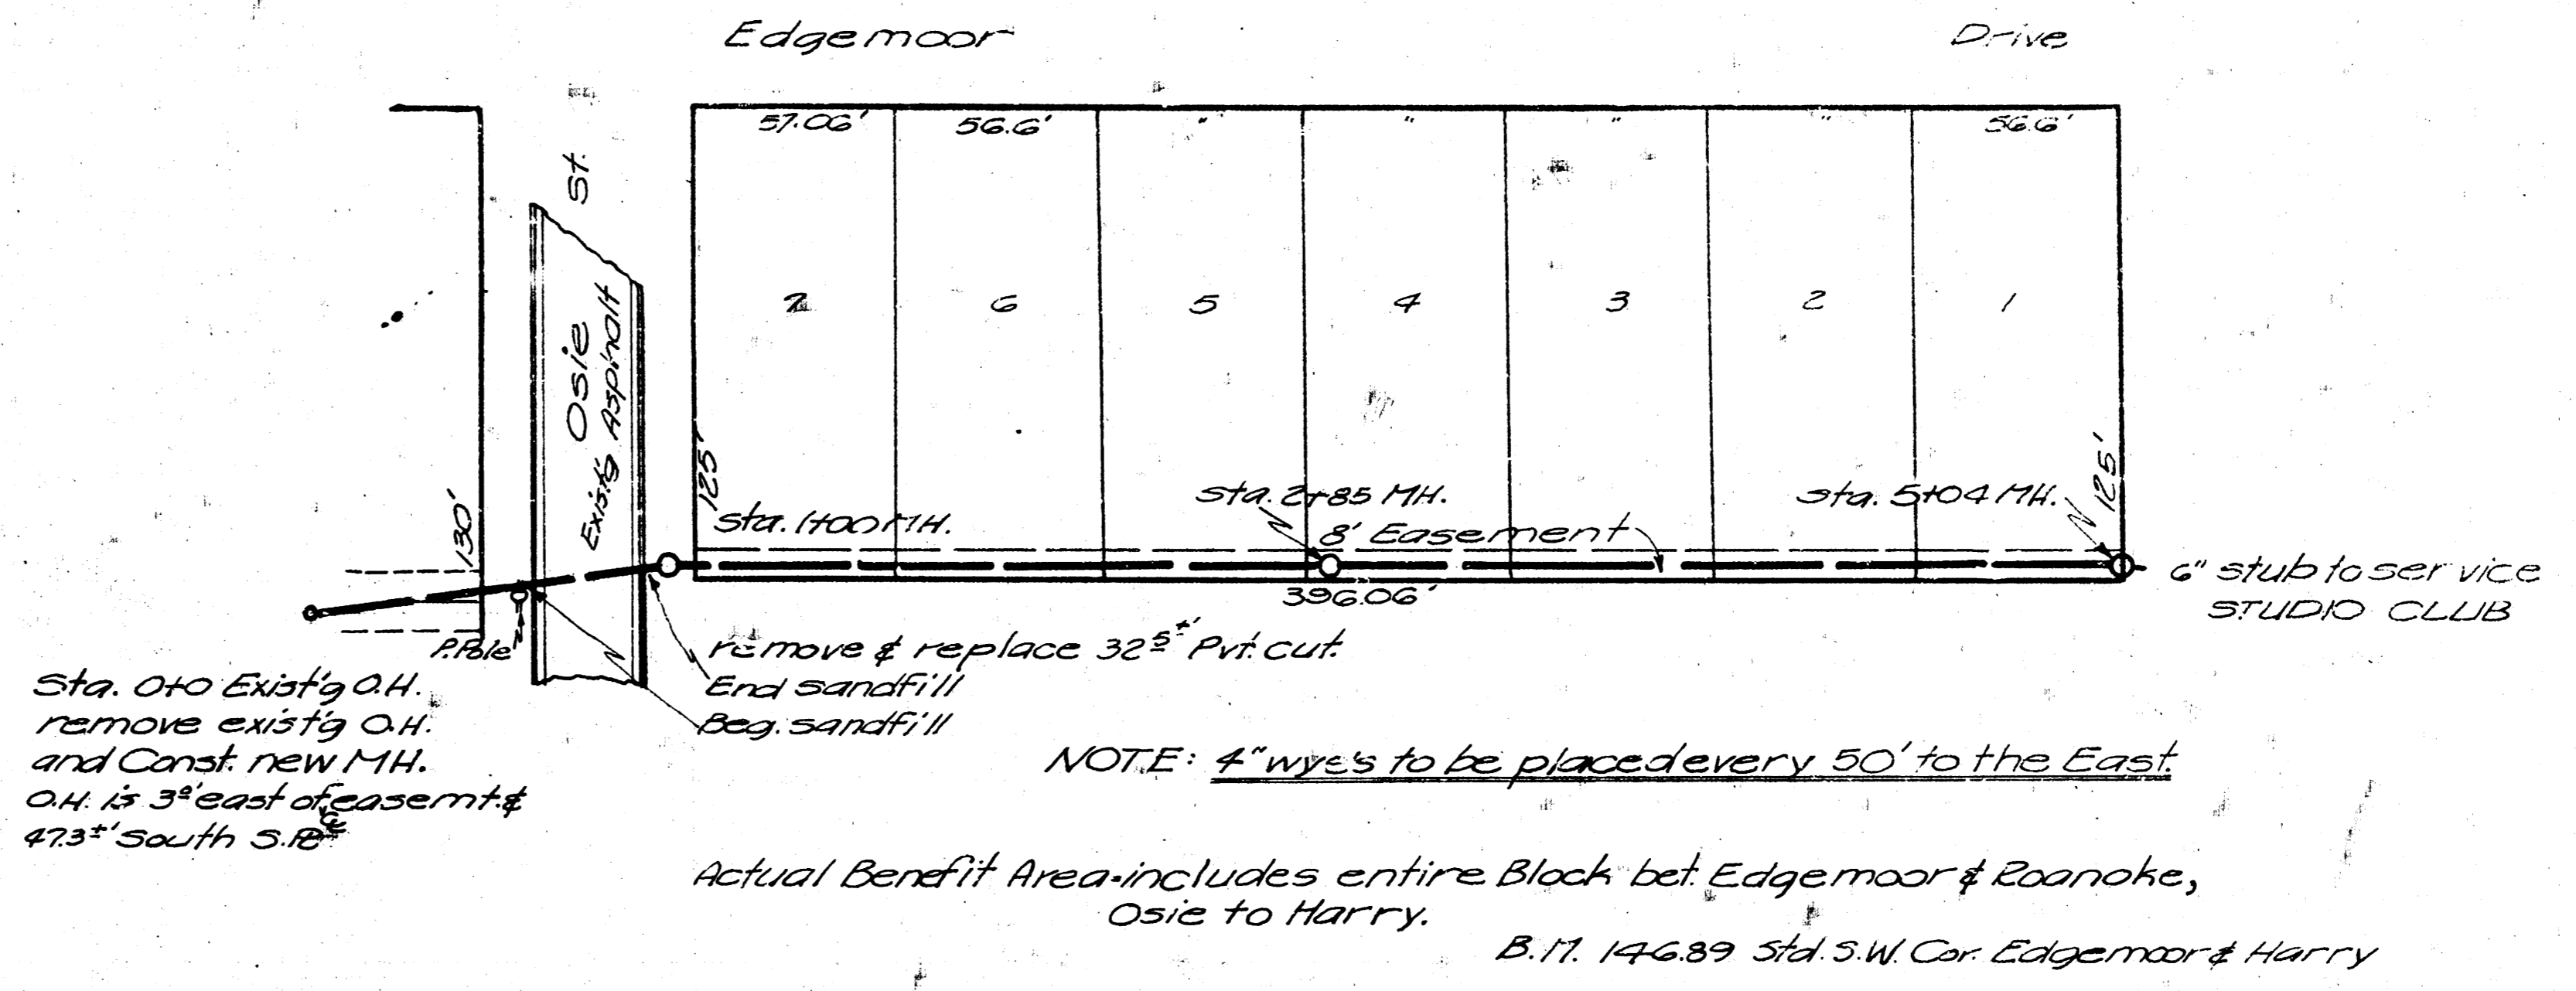 Edgemoor Drive
57.06' 56.6' " " " " 56.6'
St.
Osie
Exist'g Asphalt
7 6 5 4 3 2 1
130'
125'
125'
Sta. 1+00 MH.
Sta. 2+85 MH.
Sta. 5+04 MH.
8' Easement
396.06'
6" stub to service
STUDIO CLUB
P.Pole
remove & replace 32⁵±' Pvt. cut.
End sandfill
Beg. sandfill
Sta. 0+0 Exist'g O.H.
remove exist'g O.H.
and Const. new MH.
O.H. is 3⁰' east of easemt. &
47.3±' South
NOTE: 4" wye's to be placed every 50' to the East
Actual Benefit Area-includes entire Block bet. Edgemoor & Roanoke,
Osie to Harry.
B.M. 146.89 Std. S.W. Cor. Edgemoor & Harry